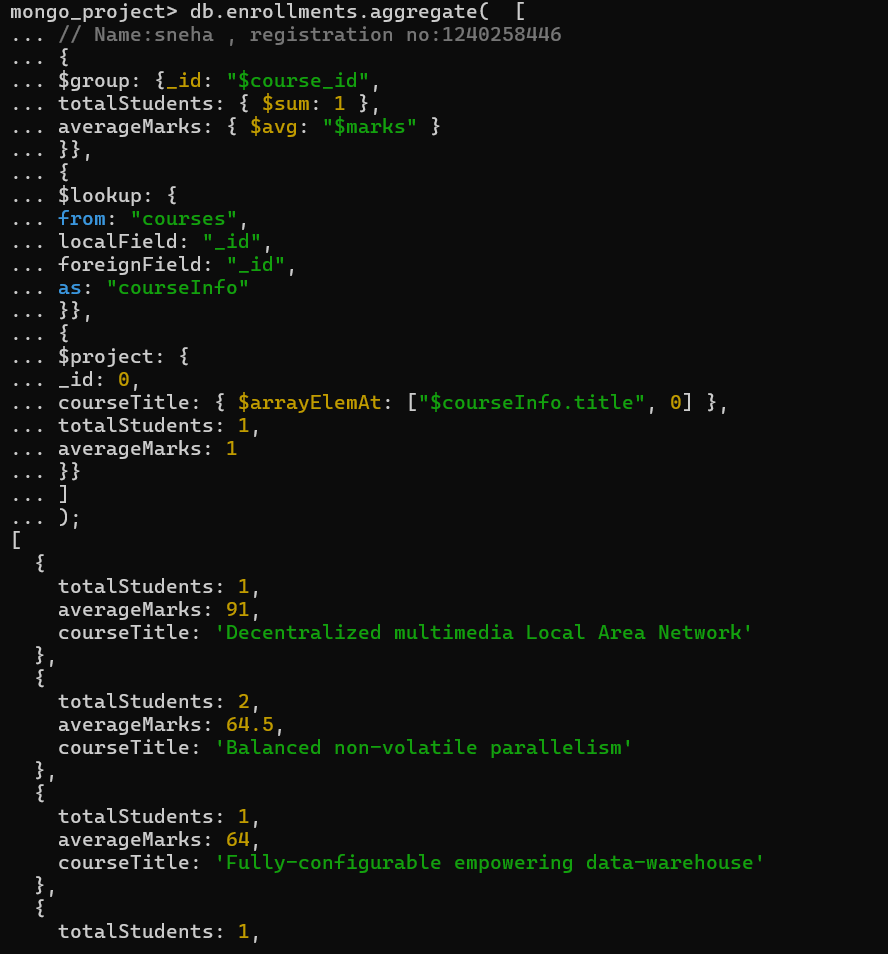 mongo_project> db.enrollments.aggregate(  [
... // Name:sneha , registration no:1240258446
... {
... $group: {_id: "$course_id",
... totalStudents: { $sum: 1 },
... averageMarks: { $avg: "$marks" }
... }},
... {
... $lookup: {
... from: "courses",
... localField: "_id",
... foreignField: "_id",
... as: "courseInfo"
... }},
... {
... $project: {
... _id: 0,
... courseTitle: { $arrayElemAt: ["$courseInfo.title", 0] },
... totalStudents: 1,
... averageMarks: 1
... }}
... ]
... );
[
  {
    totalStudents: 1,
    averageMarks: 91,
    courseTitle: 'Decentralized multimedia Local Area Network'
  },
  {
    totalStudents: 2,
    averageMarks: 64.5,
    courseTitle: 'Balanced non-volatile parallelism'
  },
  {
    totalStudents: 1,
    averageMarks: 64,
    courseTitle: 'Fully-configurable empowering data-warehouse'
  },
  {
    totalStudents: 1,